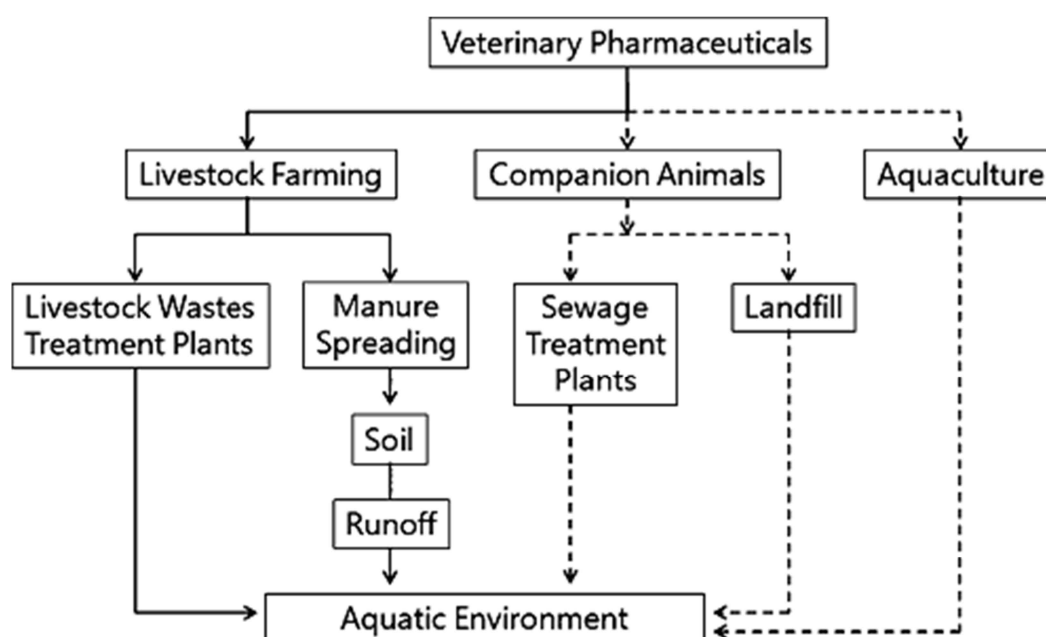 Veterinary Pharmaceuticals
Livestock Farming
Companion Animals
Aquaculture
Livestock Wastes
Treatment Plants
Manure
Spreading
Sewage
Treatment
Plants
Landfill
Soil
Runoff
Aquatic Environment